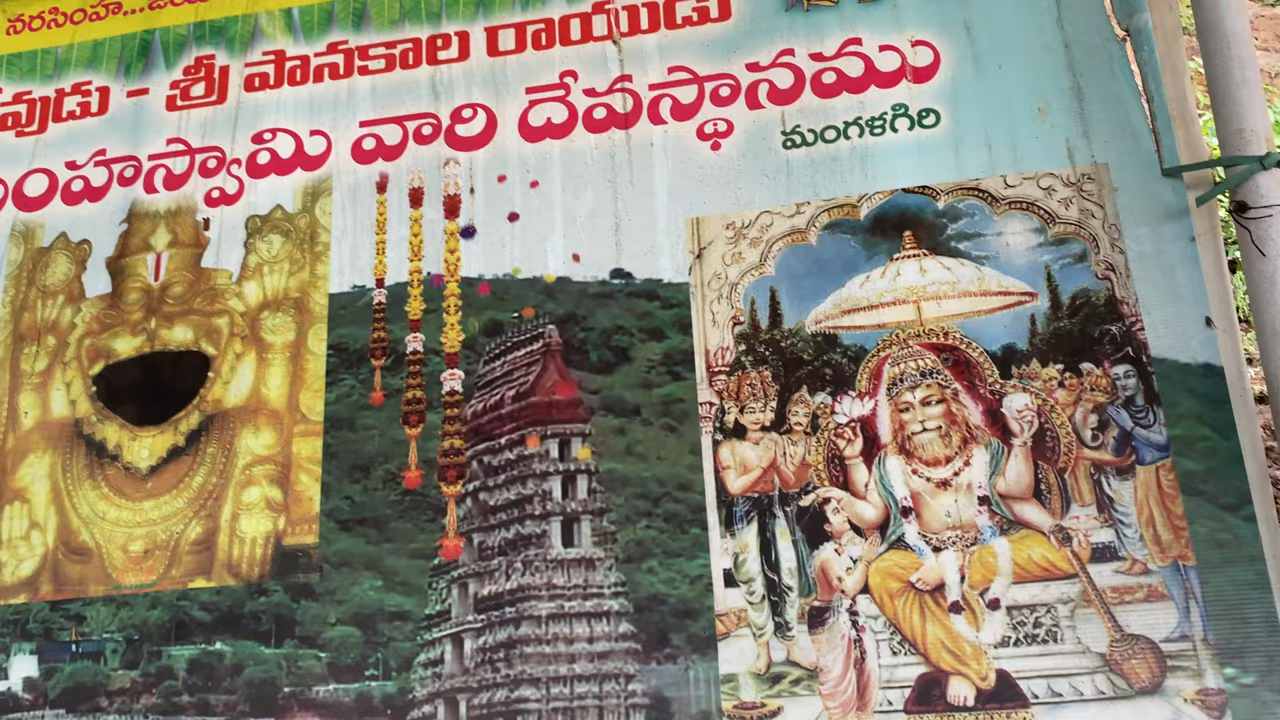 నరసింహ...
వుడు - శ్రీ పానకాల రాయుడు
ంహస్వామి వారి దేవస్థానము
మంగళగిరి